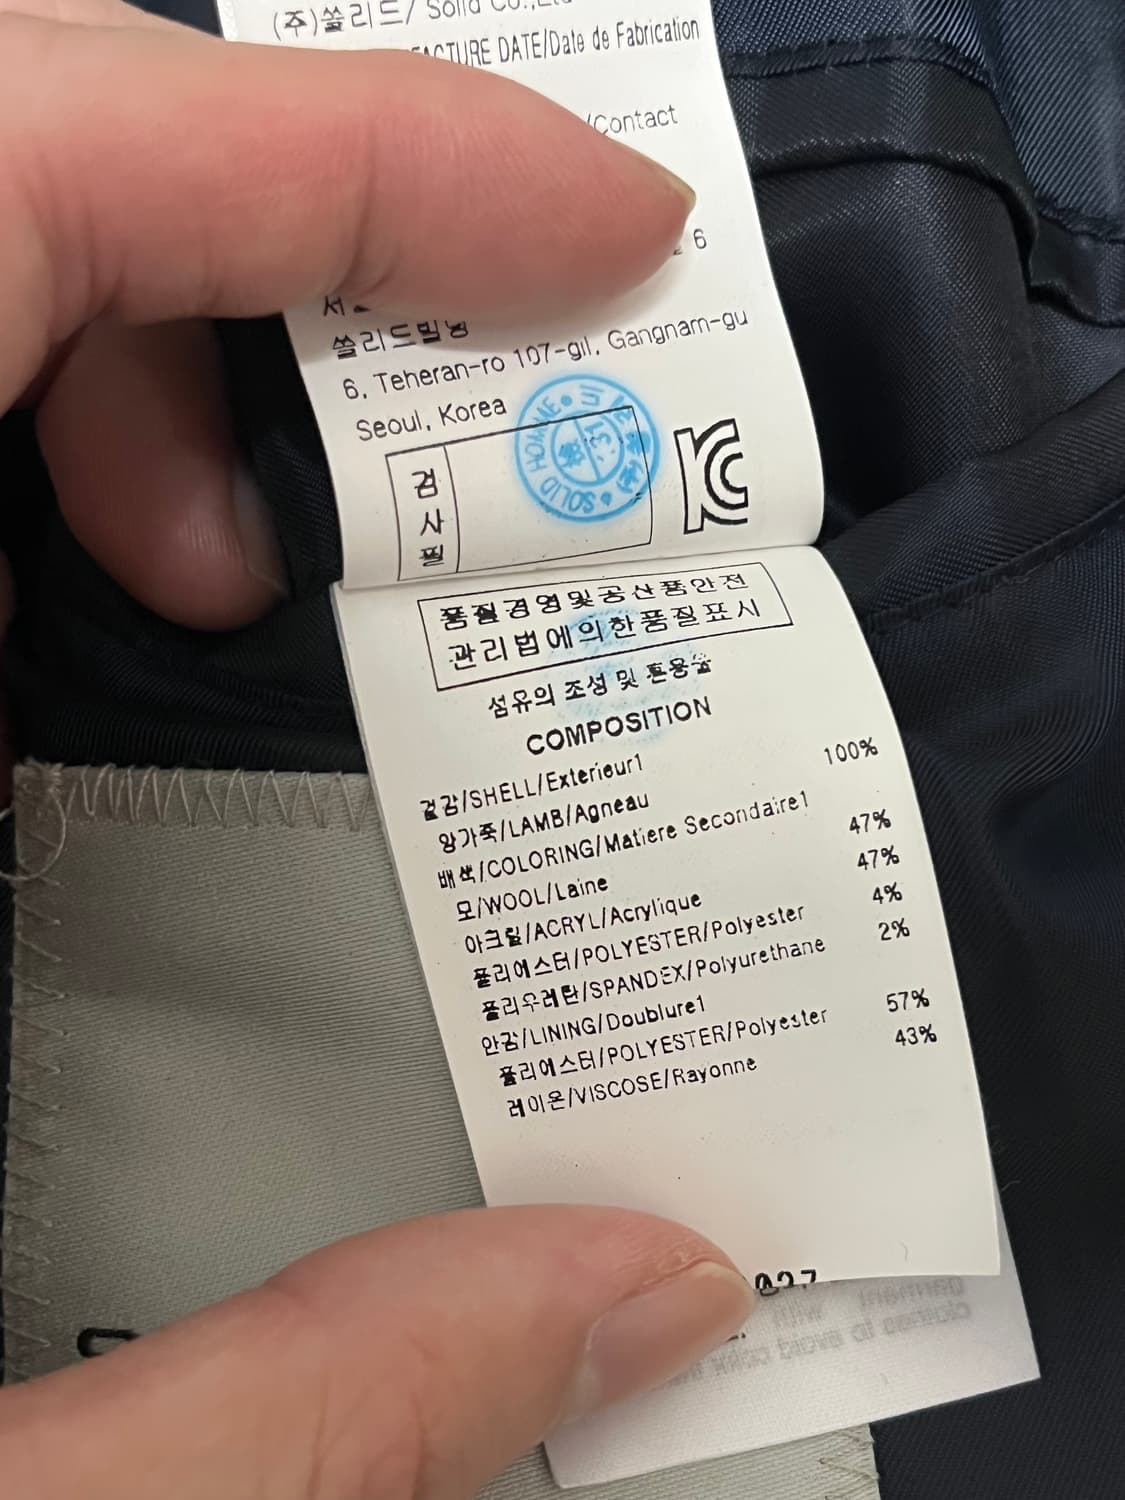 (주)쏠리드/ Solid Co.,Ltd
DATE/Date de Fabrication
/Contact
6
쏠리드빌딩
6, Teheran-ro 107-gil, Gangnam-gu
Seoul, Korea
검사필
SOLID HOMME
품질경영및공산품안전
관리법에의한품질표시
섬유의 조성 및 혼용율
COMPOSITION
겉감/SHELL/Exterieur1
양가죽/LAMB/Agneau 100%
배색/COLORING/Matiere Secondaire1
모/WOOL/Laine 47%
아크릴/ACRYL/Acrylique 47%
폴리에스터/POLYESTER/Polyester 4%
폴리우레탄/SPANDEX/Polyurethane 2%
안감/LINING/Doublure1
폴리에스터/POLYESTER/Polyester 57%
레이온/VISCOSE/Rayonne 43%